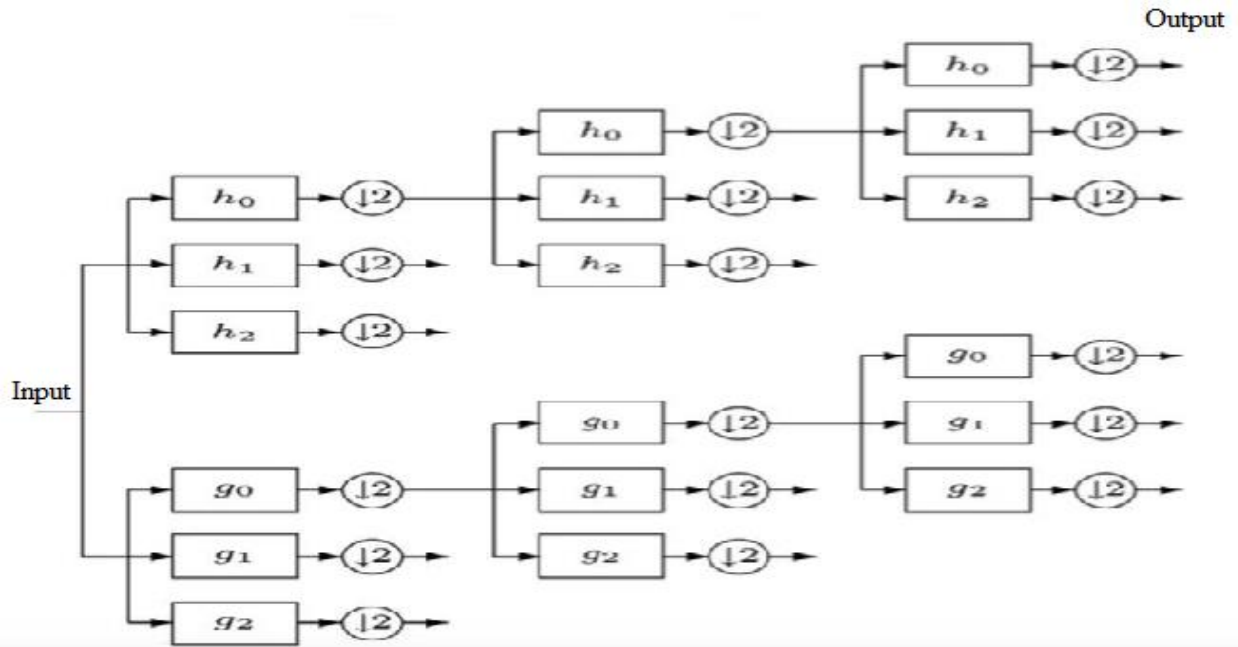 Output
h₀ ↓2
h₀ ↓2 h₁ ↓2
h₀ ↓2 h₁ ↓2 h₂ ↓2
h₁ ↓2 h₂ ↓2
h₂ ↓2
g₀ ↓2
Input
g₀ ↓2 g₁ ↓2
g₀ ↓2 g₁ ↓2 g₂ ↓2
g₁ ↓2 g₂ ↓2
g₂ ↓2